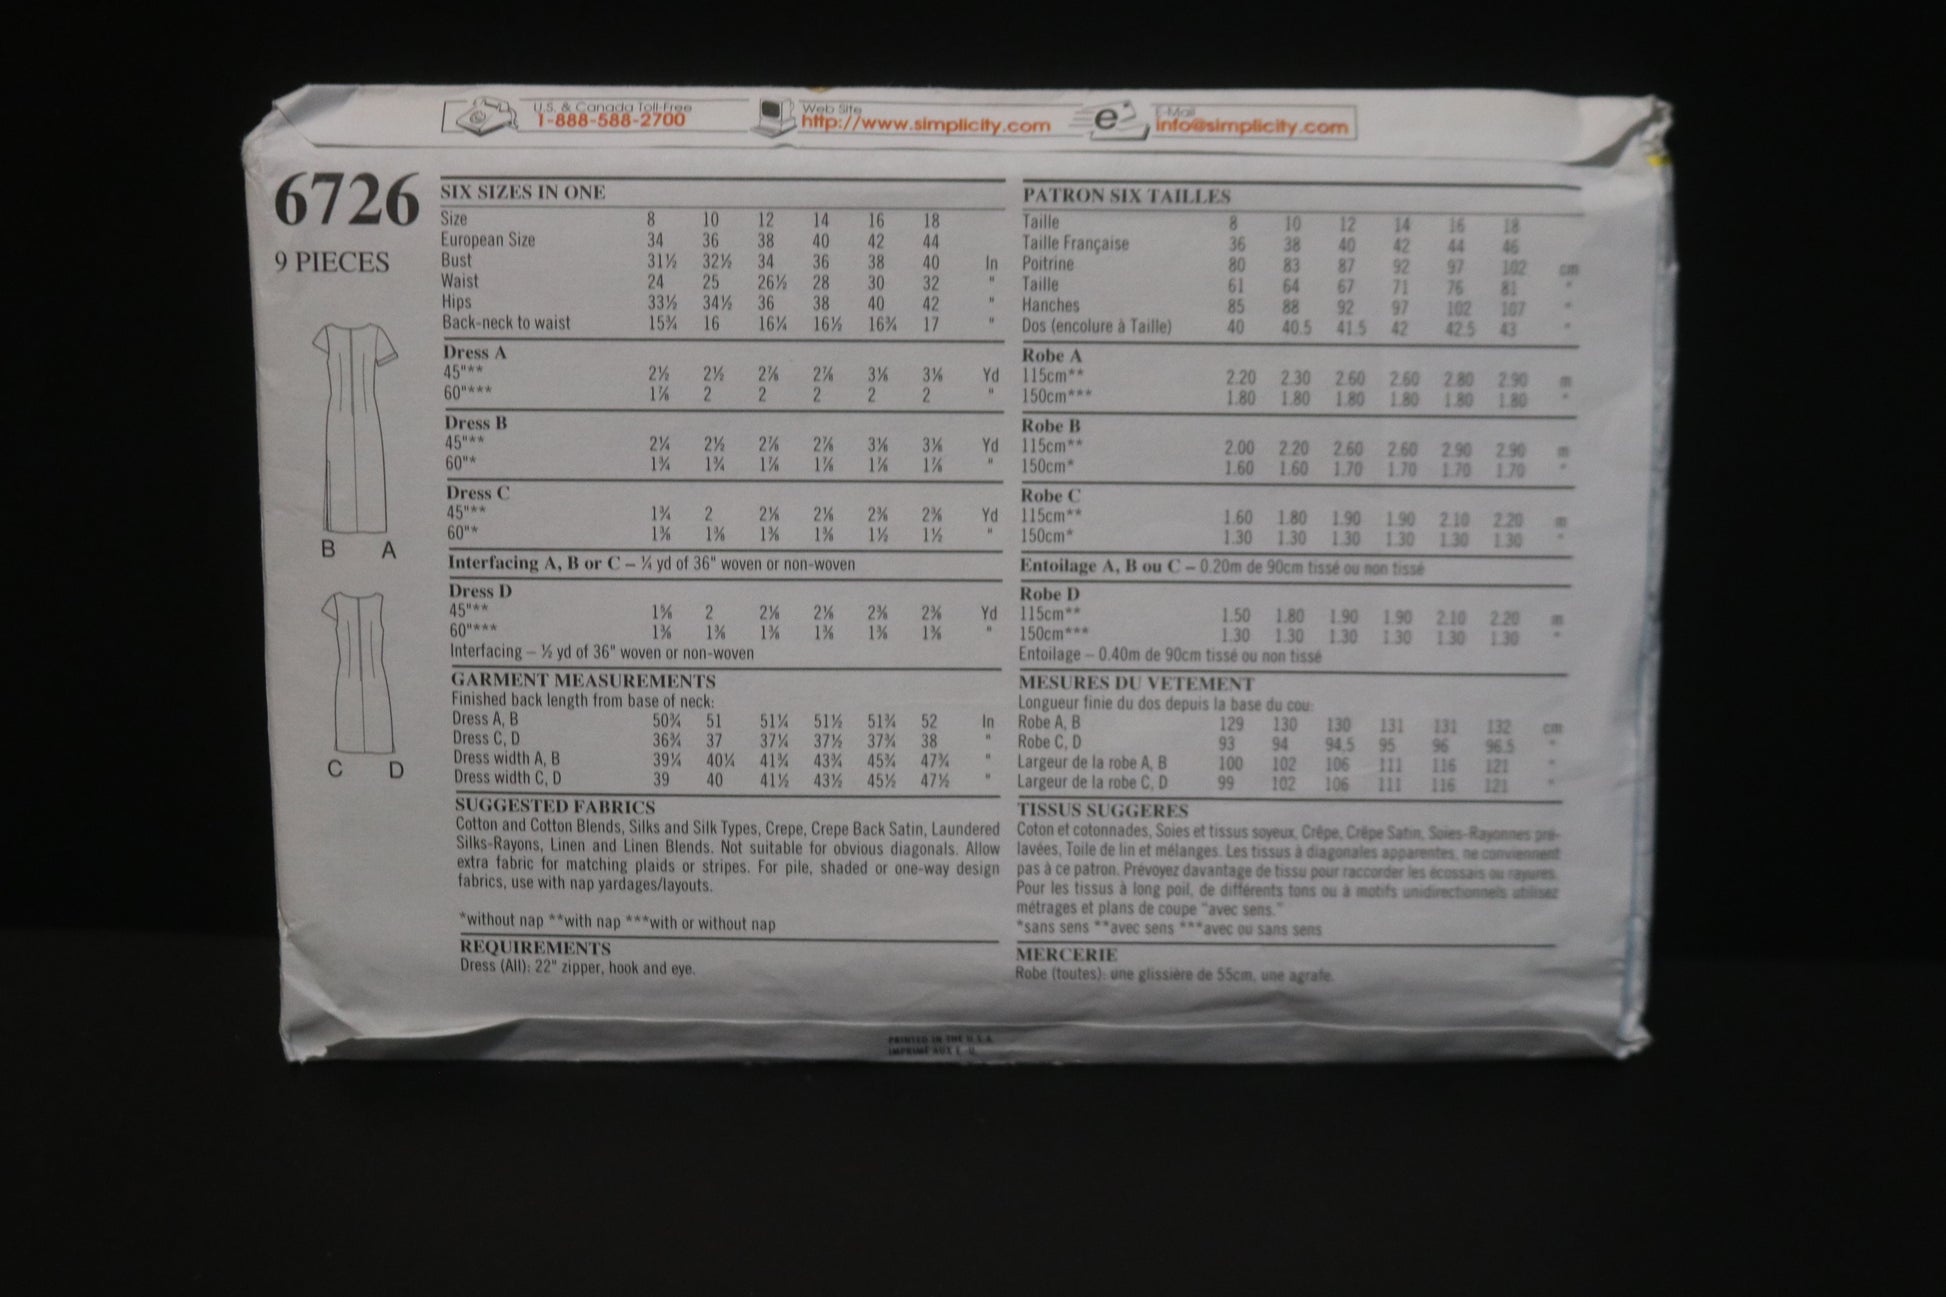 U.S. & Canada Toll-Free
1-888-588-2700
Web Site
http://www.simplicity.com
E-Mail
info@simplicity.com
6726
9 PIECES
B A
C D
SIX SIZES IN ONE
Size 8 10 12 14 16 18
European Size 34 36 38 40 42 44
Bust 31½ 32½ 34 36 38 40 In
Waist 24 25 26½ 28 30 32 "
Hips 33½ 34½ 36 38 40 42 "
Back-neck to waist 15¾ 16 16¼ 16½ 16¾ 17 "
Dress A
45"** 2½ 2½ 2⅞ 2⅞ 3⅛ 3⅛ Yd
60"*** 1⅞ 2 2 2 2 2 "
Dress B
45"** 2¼ 2½ 2⅞ 2⅞ 3⅛ 3⅛ Yd
60"* 1¾ 1¾ 1⅞ 1⅞ 1⅞ 1⅞ "
Dress C
45"** 1¾ 2 2⅛ 2⅛ 2⅜ 2⅜ Yd
60"* 1⅜ 1⅜ 1⅜ 1⅜ 1½ 1½ "
Interfacing A, B or C – ¼ yd of 36" woven or non-woven
Dress D
45"** 1⅝ 2 2⅛ 2⅛ 2⅜ 2⅜ Yd
60"*** 1⅜ 1⅜ 1⅜ 1⅜ 1⅜ 1⅜ "
Interfacing – ½ yd of 36" woven or non-woven
GARMENT MEASUREMENTS
Finished back length from base of neck:
Dress A, B 50¾ 51 51¼ 51½ 51¾ 52 In
Dress C, D 36¾ 37 37¼ 37½ 37¾ 38 "
Dress width A, B 39¼ 40¼ 41¾ 43¾ 45¾ 47¾ "
Dress width C, D 39 40 41½ 43½ 45½ 47½ "
SUGGESTED FABRICS
Cotton and Cotton Blends, Silks and Silk Types, Crepe, Crepe Back Satin, Laundered
Silks-Rayons, Linen and Linen Blends. Not suitable for obvious diagonals. Allow
extra fabric for matching plaids or stripes. For pile, shaded or one-way design
fabrics, use with nap yardages/layouts.
*without nap **with nap ***with or without nap
REQUIREMENTS
Dress (All): 22" zipper, hook and eye.
PATRON SIX TAILLES
Taille 8 10 12 14 16 18
Taille Française 36 38 40 42 44 46
Poitrine 80 83 87 92 97 102 cm
Taille 61 64 67 71 76 81 "
Hanches 85 88 92 97 102 107 "
Dos (encolure à Taille) 40 40.5 41.5 42 42.5 43 "
Robe A
115cm** 2.20 2.30 2.60 2.60 2.80 2.90 m
150cm*** 1.80 1.80 1.80 1.80 1.80 1.80 "
Robe B
115cm** 2.00 2.20 2.60 2.60 2.90 2.90 m
150cm* 1.60 1.60 1.70 1.70 1.70 1.70 "
Robe C
115cm** 1.60 1.80 1.90 1.90 2.10 2.20 m
150cm* 1.30 1.30 1.30 1.30 1.30 1.30 "
Entoilage A, B ou C – 0.20m de 90cm tissé ou non tissé
Robe D
115cm** 1.50 1.80 1.90 1.90 2.10 2.20 m
150cm*** 1.30 1.30 1.30 1.30 1.30 1.30 "
Entoilage – 0.40m de 90cm tissé ou non tissé
MESURES DU VETEMENT
Longueur finie du dos depuis la base du cou:
Robe A, B 129 130 130 131 131 132 cm
Robe C, D 93 94 94.5 95 96 96.5 "
Largeur de la robe A, B 100 102 106 111 116 121 "
Largeur de la robe C, D 99 102 106 111 116 121 "
TISSUS SUGGERES
Coton et cotonnades, Soies et tissus soyeux, Crêpe, Crêpe Satin, Soies-Rayonnes pré-
lavées, Toile de lin et mélanges. Les tissus à diagonales apparentes, ne conviennent
pas à ce patron. Prévoyez davantage de tissu pour raccorder les écossais ou rayures.
Pour les tissus à long poil, de différents tons ou à motifs unidirectionnels utilisez
métrages et plans de coupe "avec sens."
*sans sens **avec sens ***avec ou sans sens
MERCERIE
Robe (toutes): une glissière de 55cm, une agrafe.
PRINTED IN THE U.S.A.
IMPRIMÉ AUX E.-U.